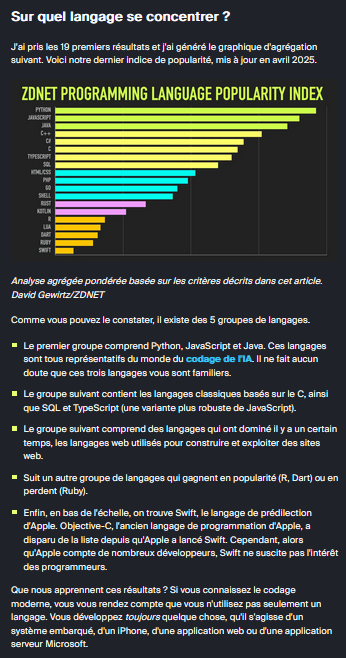 Sur quel langage se concentrer ?
J'ai pris les 19 premiers résultats et j'ai généré le graphique d'agrégation
suivant. Voici notre dernier indice de popularité, mis à jour en avril 2025.
ZDNET PROGRAMMING LANGUAGE POPULARITY INDEX
PYTHON
JAVASCRIPT
JAVA
C++
C#
C
TYPESCRIPT
SQL
HTML/CSS
PHP
GO
SHELL
RUST
KOTLIN
R
LUA
DART
RUBY
SWIFT
Analyse agrégée pondérée basée sur les critères décrits dans cet article.
David Gewirtz/ZDNET
Comme vous pouvez le constater, il existe des 5 groupes de langages.
Le premier groupe comprend Python, JavaScript et Java. Ces langages
sont tous représentatifs du monde du codage de l'IA. Il ne fait aucun
doute que ces trois langages vous sont familiers.
Le groupe suivant contient les langages classiques basés sur le C, ainsi
que SQL et TypeScript (une variante plus robuste de JavaScript).
Le groupe suivant comprend des langages qui ont dominé il y a un certain
temps, les langages web utilisés pour construire et exploiter des sites
web.
Suit un autre groupe de langages qui gagnent en popularité (R, Dart) ou en
perdent (Ruby).
Enfin, en bas de l'échelle, on trouve Swift, le langage de prédilection
d'Apple. Objective-C, l'ancien langage de programmation d'Apple, a
disparu de la liste depuis qu'Apple a lancé Swift. Cependant, alors
qu'Apple compte de nombreux développeurs, Swift ne suscite pas l'intérêt
des programmeurs.
Que nous apprennent ces résultats ? Si vous connaissez le codage
moderne, vous vous rendez compte que vous n'utilisez pas seulement un
langage. Vous développez toujours quelque chose, qu'il s'agisse d'un
système embarqué, d'un iPhone, d'une application web ou d'une application
serveur Microsoft.